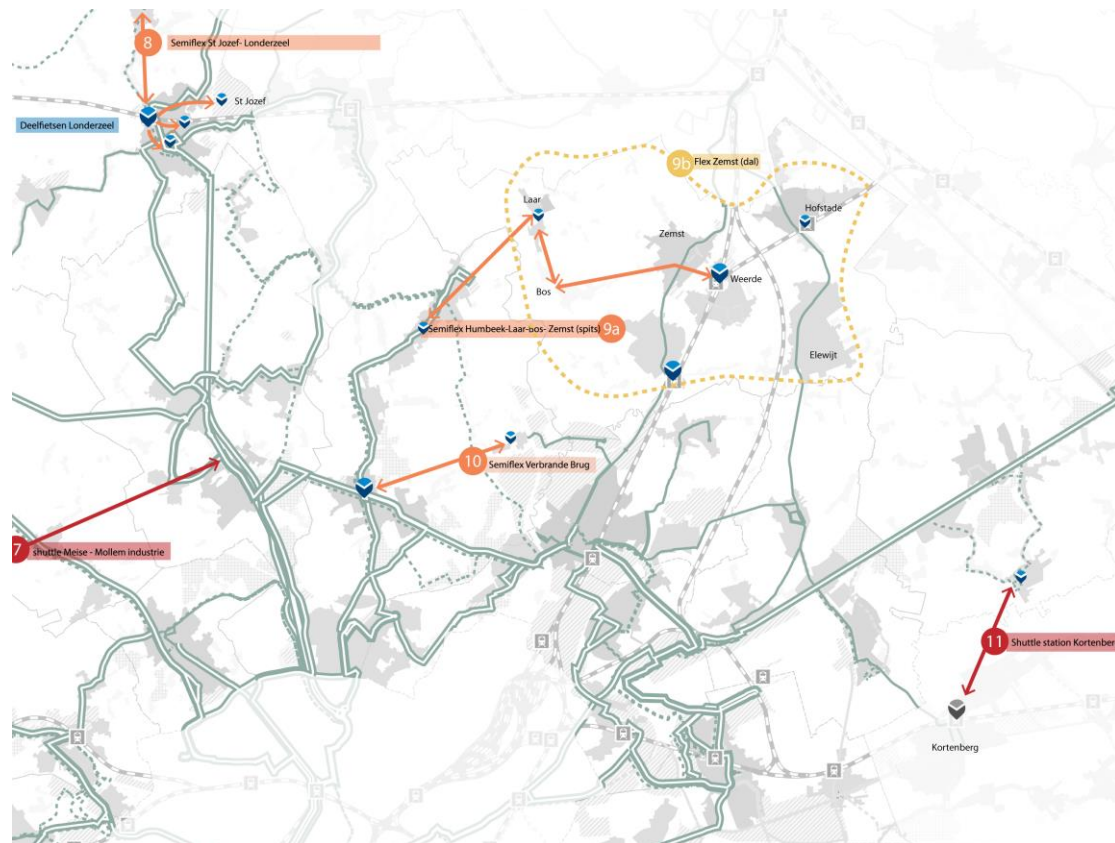 8
Semiflex St Jozef- Londerzeel
St Jozef
Deelfietsen Londerzeel
9b
Flex Zemst (dal)
Laar
Hofstade
Zemst
Weerde
Bos
Semiflex Humbeek-Laar-Bos- Zemst (spits)
9a
Elewijt
10
Semiflex Verbrande Brug
7
shuttle Meise - Mollem industrie
11
Shuttle station Kortenber
Kortenberg